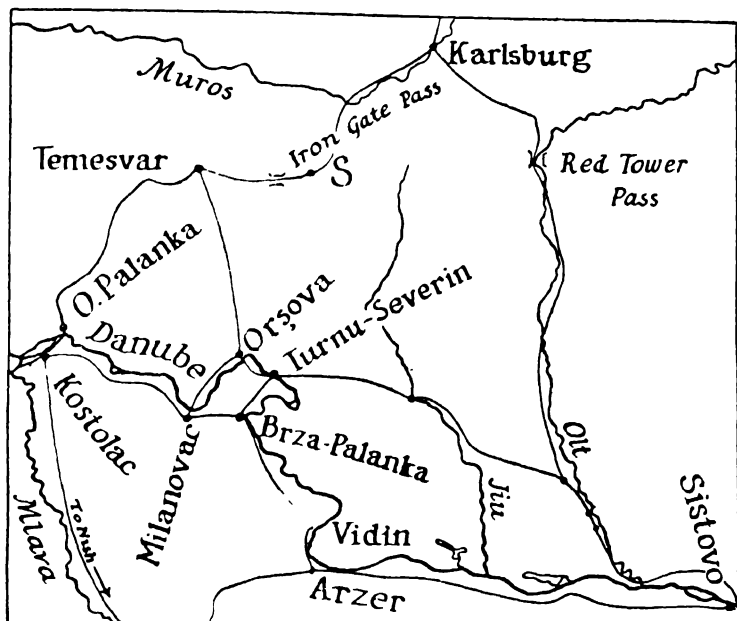 Karlsburg
Muros
Iron Gate Pass
Temesvar
S
Red Tower
Pass
O.Palanka
Orşova
Turnu-Severin
Danube
Kostolac
Milanovac
Brza-Palanka
Olt
Jiu
Sistovo
Mlara
To Nish
Vidin
Arzer